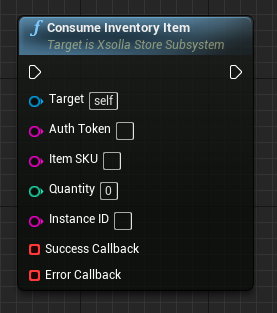 f Consume Inventory Item
Target is Xsolla Store Subsystem
Target self
Auth Token
Item SKU
Quantity 0
Instance ID
Success Callback
Error Callback